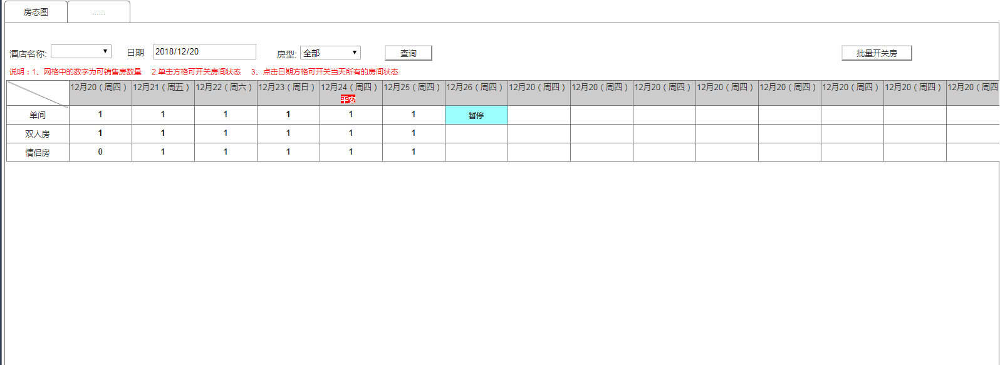 房态图 ......
酒店名称: 日期 2018/12/20 房型: 全部 查询 批量开关房
说明：1、网格中的数字为可销售房数量 2.单击方格可开关房间状态 3、点击日期方格可开关当天所有的房间状态
12月20（周四） 12月21（周五） 12月22（周六） 12月23（周日） 12月24（周四） 12月25（周四） 12月26（周四） 12月20（周四） 12月20（周四） 12月20（周四） 12月20（周四） 12月20（周四） 12月20（周四） 12月20（周四） 12月20（周四
平安
单间 1 1 1 1 1 1 暂停
双人房 1 1 1 1 1 1
情侣房 0 1 1 1 1 1